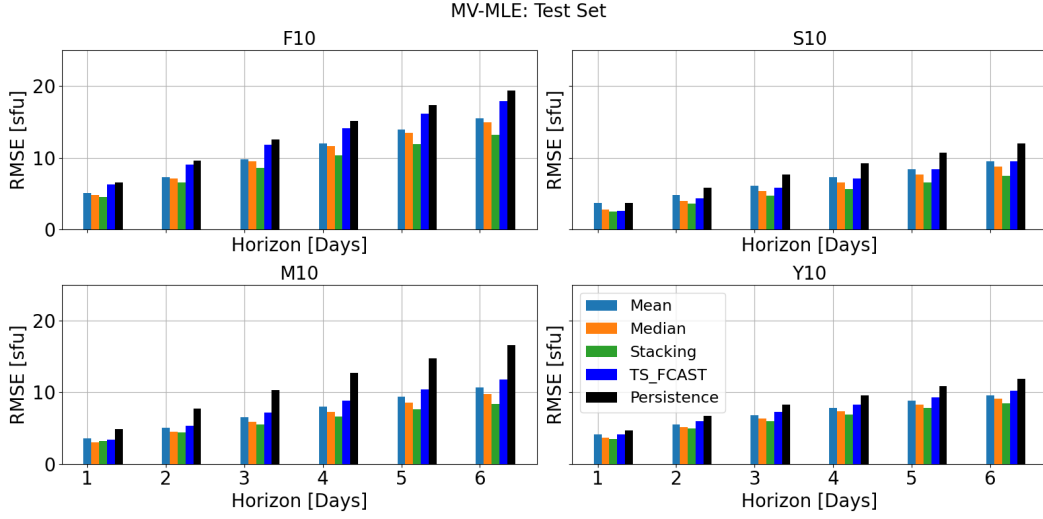 MV-MLE: Test Set
F10
RMSE [sfu]
20
10
0
Horizon [Days]
S10
RMSE [sfu]
Horizon [Days]
M10
RMSE [sfu]
20
10
0
1 2 3 4 5 6
Horizon [Days]
Y10
RMSE [sfu]
Mean
Median
Stacking
TS_FCAST
Persistence
1 2 3 4 5 6
Horizon [Days]